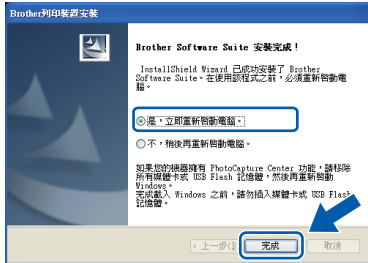 Brother列印裝置安裝
Brother Software Suite 安裝完成！
InstallShield Wizard 已成功安裝了 Brother
Software Suite。在使用該程式之前，必須重新啓動電
腦。
是，立即重新啓動電腦。
不，稍後再重新啓動電腦。
如果您的機器擁有 PhotoCapture Center 功能，請移除
所有媒體卡或 USB Flash 記憶體，然後再重新啓動
Windows。
完成載入 Windows 之前，請勿插入媒體卡或 USB Flash
記憶體。
< 上一步(B)
完成
取消